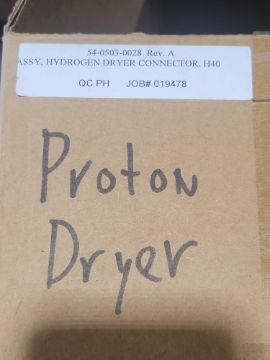 54-0503-0028 Rev. A
ASSY, HYDROGEN DRYER CONNECTOR, H40
QC PH JOB# 019478
Proton
Dryer